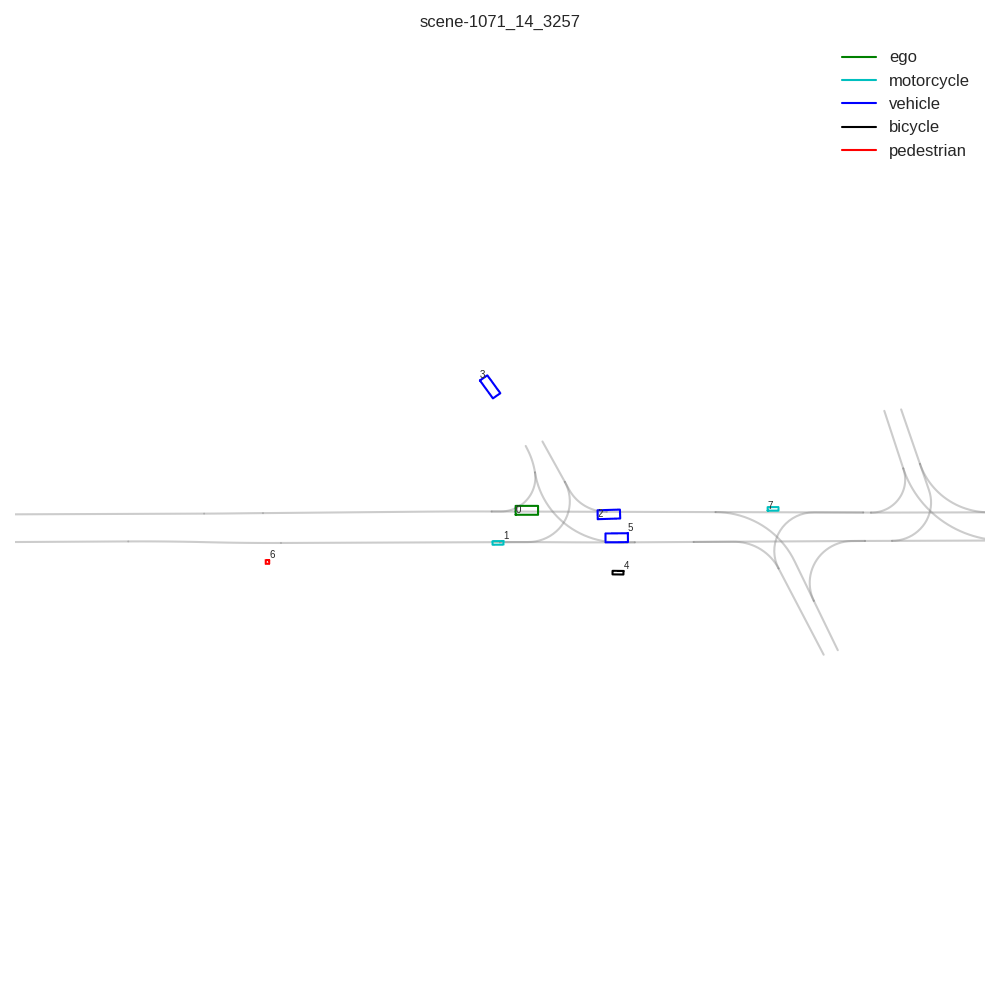 scene-1071_14_3257
ego
motorcycle
vehicle
bicycle
pedestrian
3
0
2
7
5
1
6
4